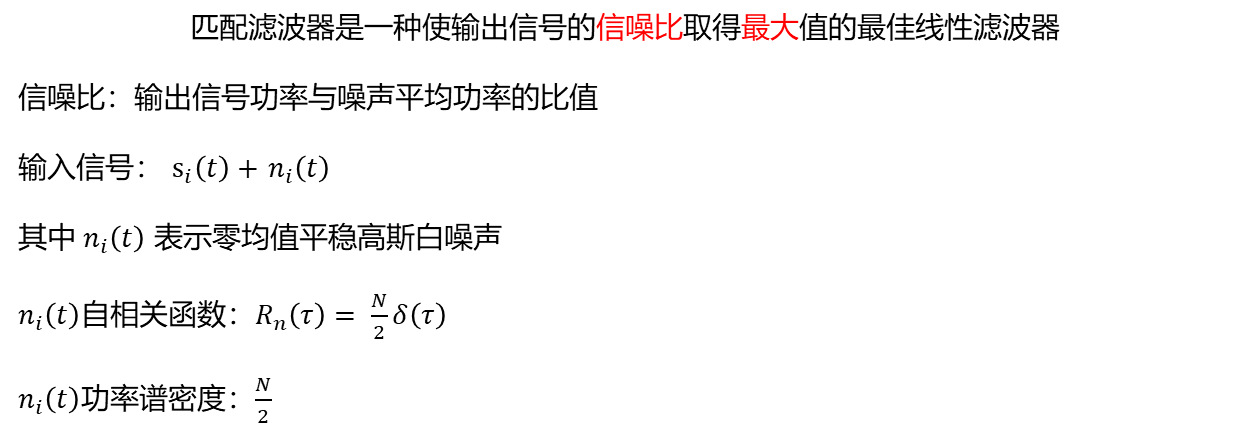 匹配滤波器是一种使输出信号的信噪比取得最大值的最佳线性滤波器
信噪比：输出信号功率与噪声平均功率的比值
输入信号： s_i(t) + n_i(t)
其中 n_i(t) 表示零均值平稳高斯白噪声
n_i(t)自相关函数：R_n(τ) = N/2 δ(τ)
n_i(t)功率谱密度：N/2